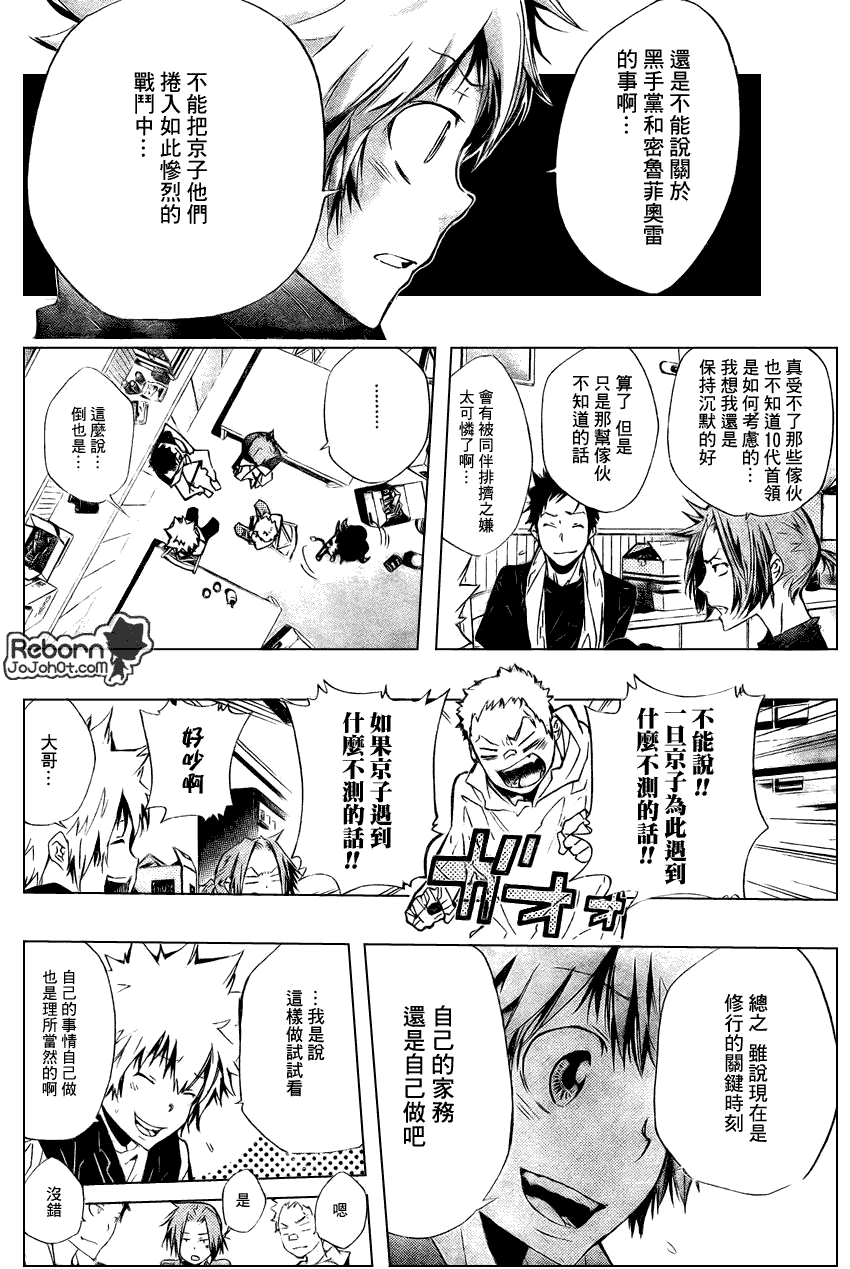 還是不能說關於
黑手黨和密魯菲奧雷
的事啊…
不能把京子他們
捲入如此慘烈的
戰鬥中…
真受不了那些傢伙
也不知道10代首領
是如何考慮的…
我想我還是
保持沉默的好
算了 但是
只是那幫傢伙
不知道的話
會有被同伴排擠之嫌
太可憐了啊…
………
這麼說…
倒也是…
Reborn
JoJoHOt.com
不能說!!
一旦京子為此遇到
什麼不測的話!!
如果京子遇到
什麼不測的話!!
ガオオ
好吵啊
大哥…
總之 雖說現在是
修行的關鍵時刻
自己的家務
還是自己做吧
…我是說
這樣做試試看
自己的事情自己做
也是理所當然的啊
嗯
是
沒錯